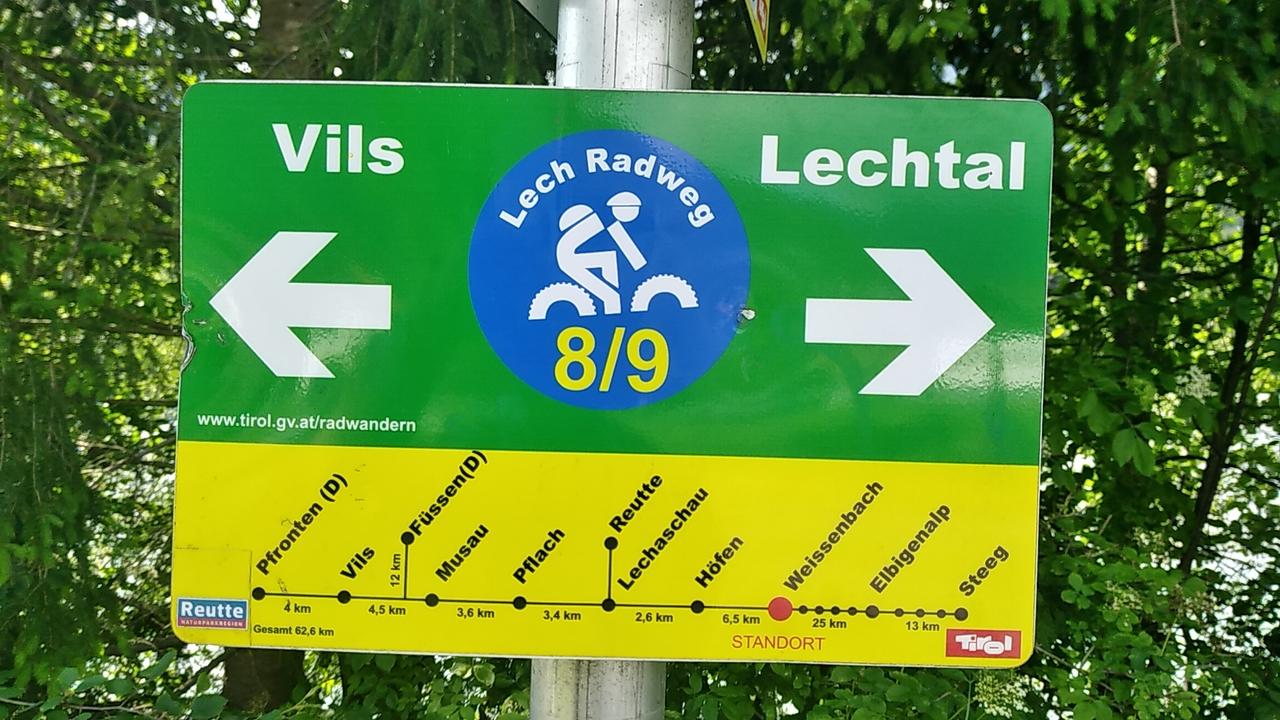 Vils
Lechtal
Lech Radweg
8/9
www.tirol.gv.at/radwandern
Pfronten (D)
Vils
Füssen(D)
Musau
Pflach
Reutte
Lechaschau
Höfen
Weissenbach
Elbigenalp
Steeg
12 km
4 km
4,5 km
3,6 km
3,4 km
2,6 km
6,5 km
25 km
13 km
STANDORT
Reutte
NATURPARKREGION
Gesamt 62,6 km
Tirol